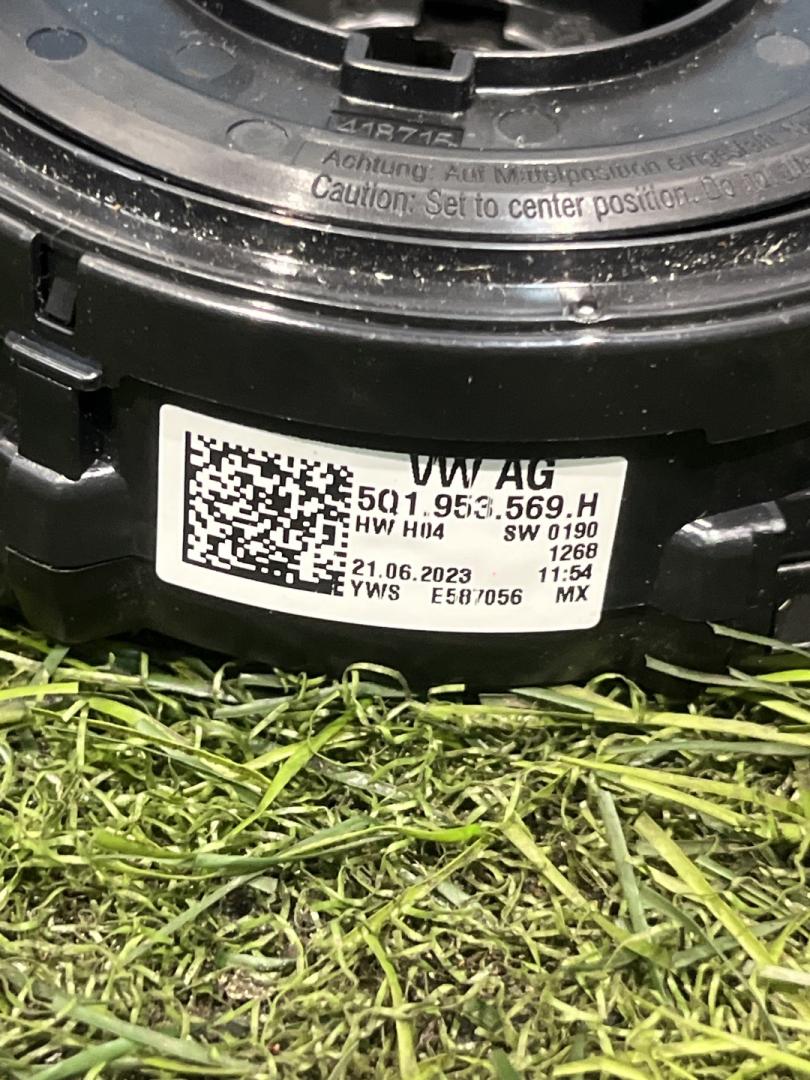 418715
Achtung: Auf Mittelposition
Caution: Set to center position. Do
VW AG
5Q1.953.569.H
HW H04 SW 0190
1268
21.06.2023 11:54
YWS E587056 MX